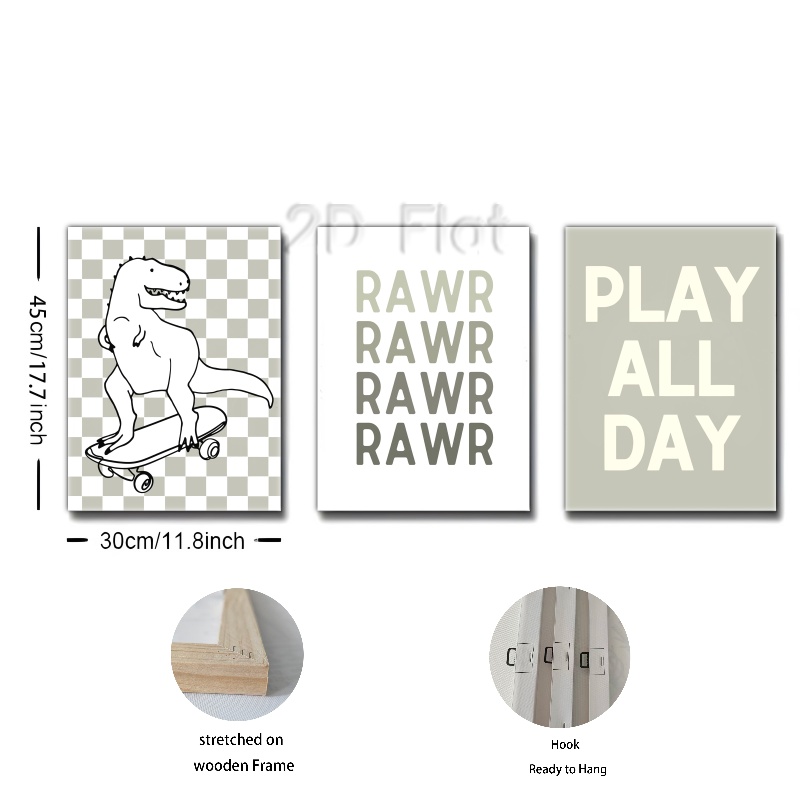 2D Flat
RAWR
RAWR
RAWR
RAWR
PLAY
ALL
DAY
45cm/17.7inch
30cm/11.8inch
stretched on
wooden Frame
Hook
Ready to Hang